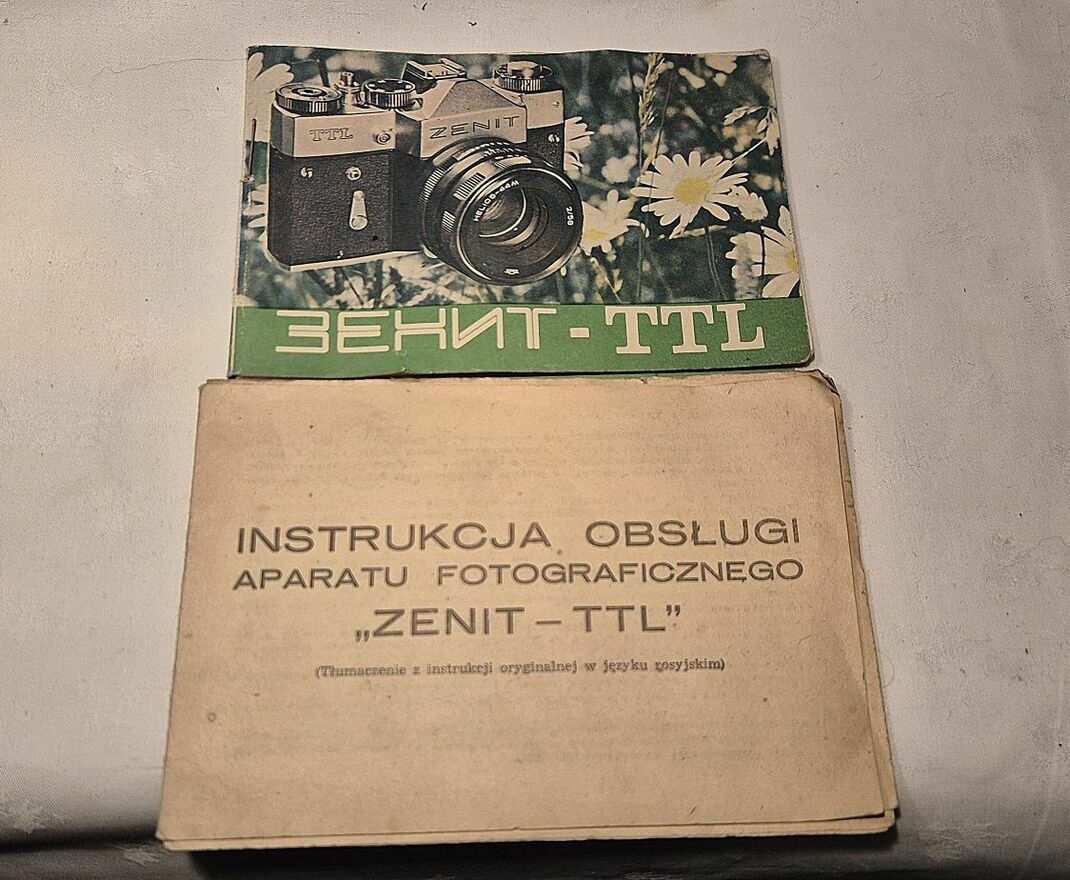 TTL
ZENIT
HELIOS-44M
2/58
ЗЕНИТ-TTL
INSTRUKCJA OBSŁUGI
APARATU FOTOGRAFICZNEGO
„ZENIT – TTL”
(Tłumaczenie z instrukcji oryginalnej w języku rosyjskim)